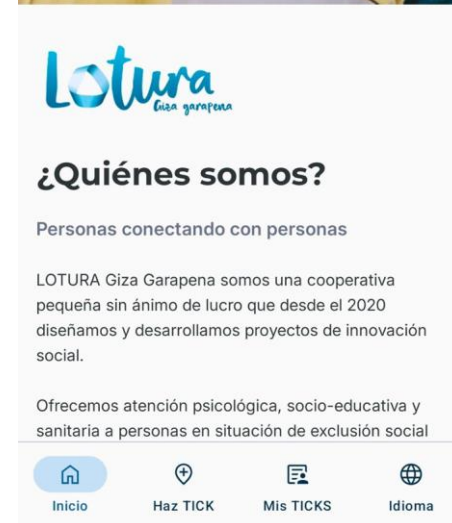 Lotura
Giza garapena
¿Quiénes somos?
Personas conectando con personas
LOTURA Giza Garapena somos una cooperativa
pequeña sin ánimo de lucro que desde el 2020
diseñamos y desarrollamos proyectos de innovación
social.
Ofrecemos atención psicológica, socio-educativa y
sanitaria a personas en situación de exclusión social
Inicio Haz TICK Mis TICKS Idioma